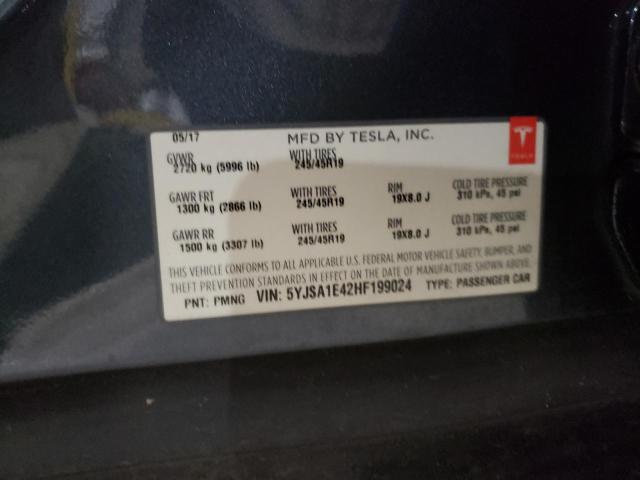 05/17 MFD BY TESLA, INC.
GVWR WITH TIRES
2720 kg (5996 lb) 245/45R19
GAWR FRT WITH TIRES RIM COLD TIRE PRESSURE
1300 kg (2866 lb) 245/45R19 19X8.0 J 310 kPa, 45 psi
GAWR RR WITH TIRES RIM COLD TIRE PRESSURE
1500 kg (3307 lb) 245/45R19 19X8.0 J 310 kPa, 45 psi
THIS VEHICLE CONFORMS TO ALL APPLICABLE U.S. FEDERAL MOTOR VEHICLE SAFETY, BUMPER, AND
THEFT PREVENTION STANDARDS IN EFFECT ON THE DATE OF MANUFACTURE SHOWN ABOVE.
PNT: PMNG VIN: 5YJSA1E42HF199024 TYPE: PASSENGER CAR
TESLA